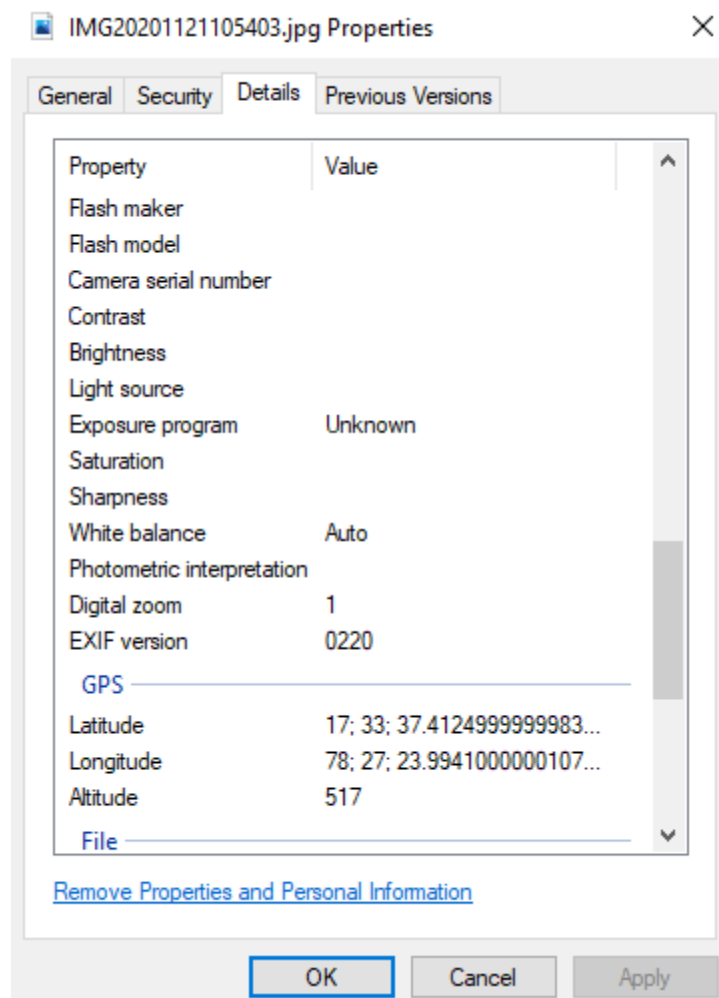 IMG20201121105403.jpg Properties
General Security Details Previous Versions
Property Value
Flash maker
Flash model
Camera serial number
Contrast
Brightness
Light source
Exposure program Unknown
Saturation
Sharpness
White balance Auto
Photometric interpretation
Digital zoom 1
EXIF version 0220
GPS
Latitude 17; 33; 37.4124999999983...
Longitude 78; 27; 23.9941000000107...
Altitude 517
File
Remove Properties and Personal Information
OK Cancel Apply